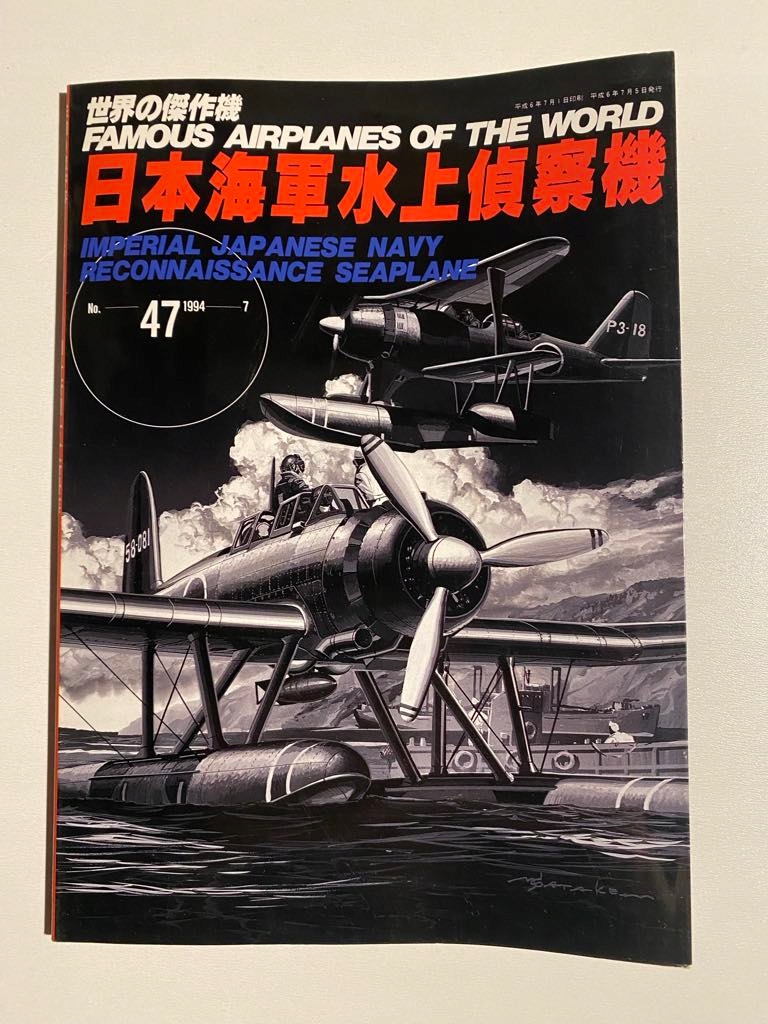 平成6年7月1日印刷 平成6年7月5日発行
世界の傑作機
FAMOUS AIRPLANES OF THE WORLD
日本海軍水上偵察機
IMPERIAL JAPANESE NAVY
RECONNAISSANCE SEAPLANE
No. 47 1994 7
P3-18
58-081